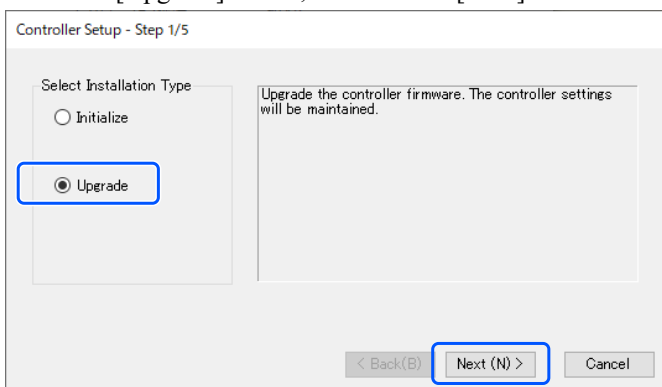 Controller Setup - Step 1/5
Select Installation Type
Initialize
Upgrade
Upgrade the controller firmware. The controller settings
will be maintained.
< Back(B)
Next (N) >
Cancel